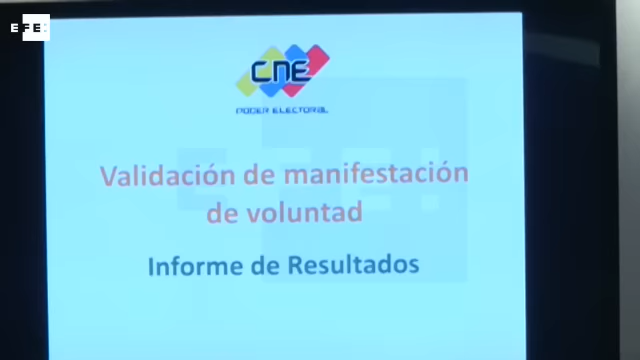 EFE:
CNE
PODER ELECTORAL
Validación de manifestación
de voluntad
Informe de Resultados